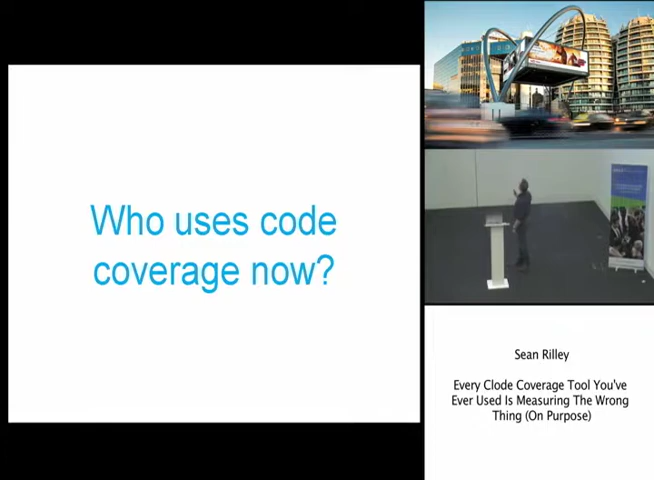 Who uses code
coverage now?
Sean Rilley
Every Clode Coverage Tool You've
Ever Used Is Measuring The Wrong
Thing (On Purpose)